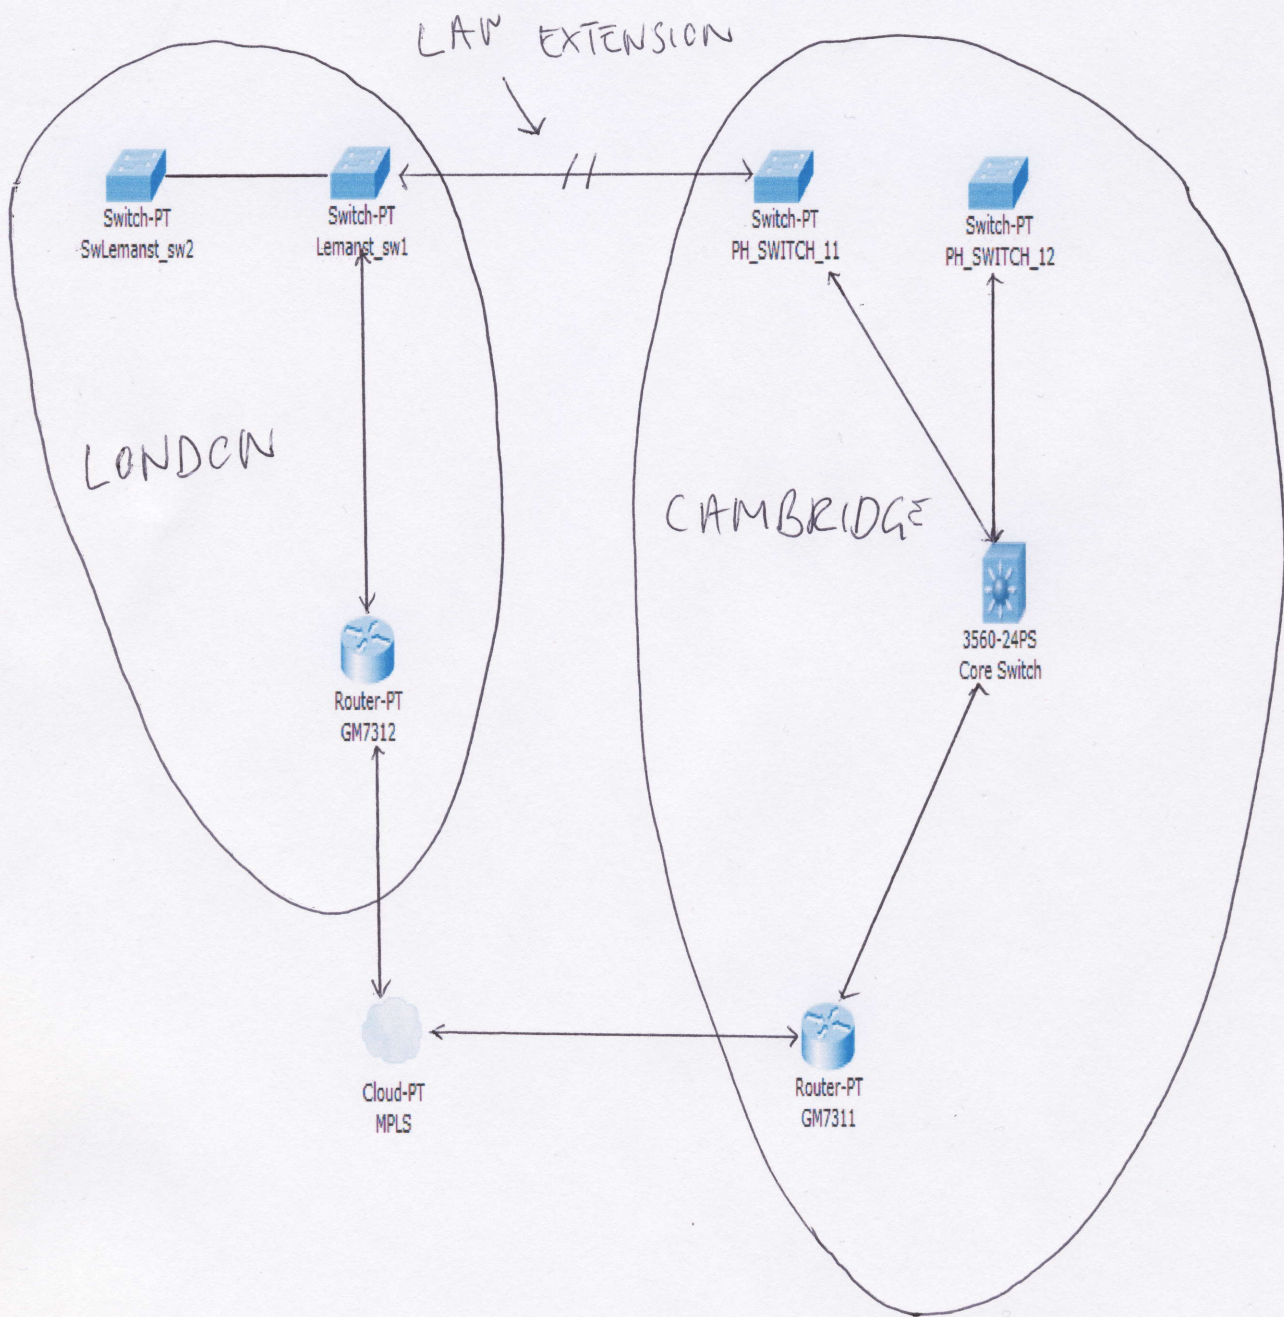 LAN EXTENSION
Switch-PT
SwLemanst_sw2
Switch-PT
Lemanst_sw1
Switch-PT
PH_SWITCH_11
Switch-PT
PH_SWITCH_12
LONDON
CAMBRIDGE
3560-24PS
Core Switch
Router-PT
GM7312
Cloud-PT
MPLS
Router-PT
GM7311